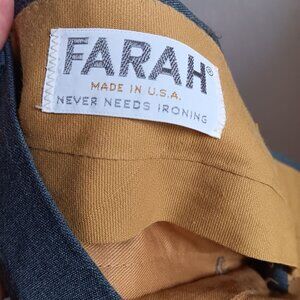 FARAH®
MADE IN U.S.A.
NEVER NEEDS IRONING